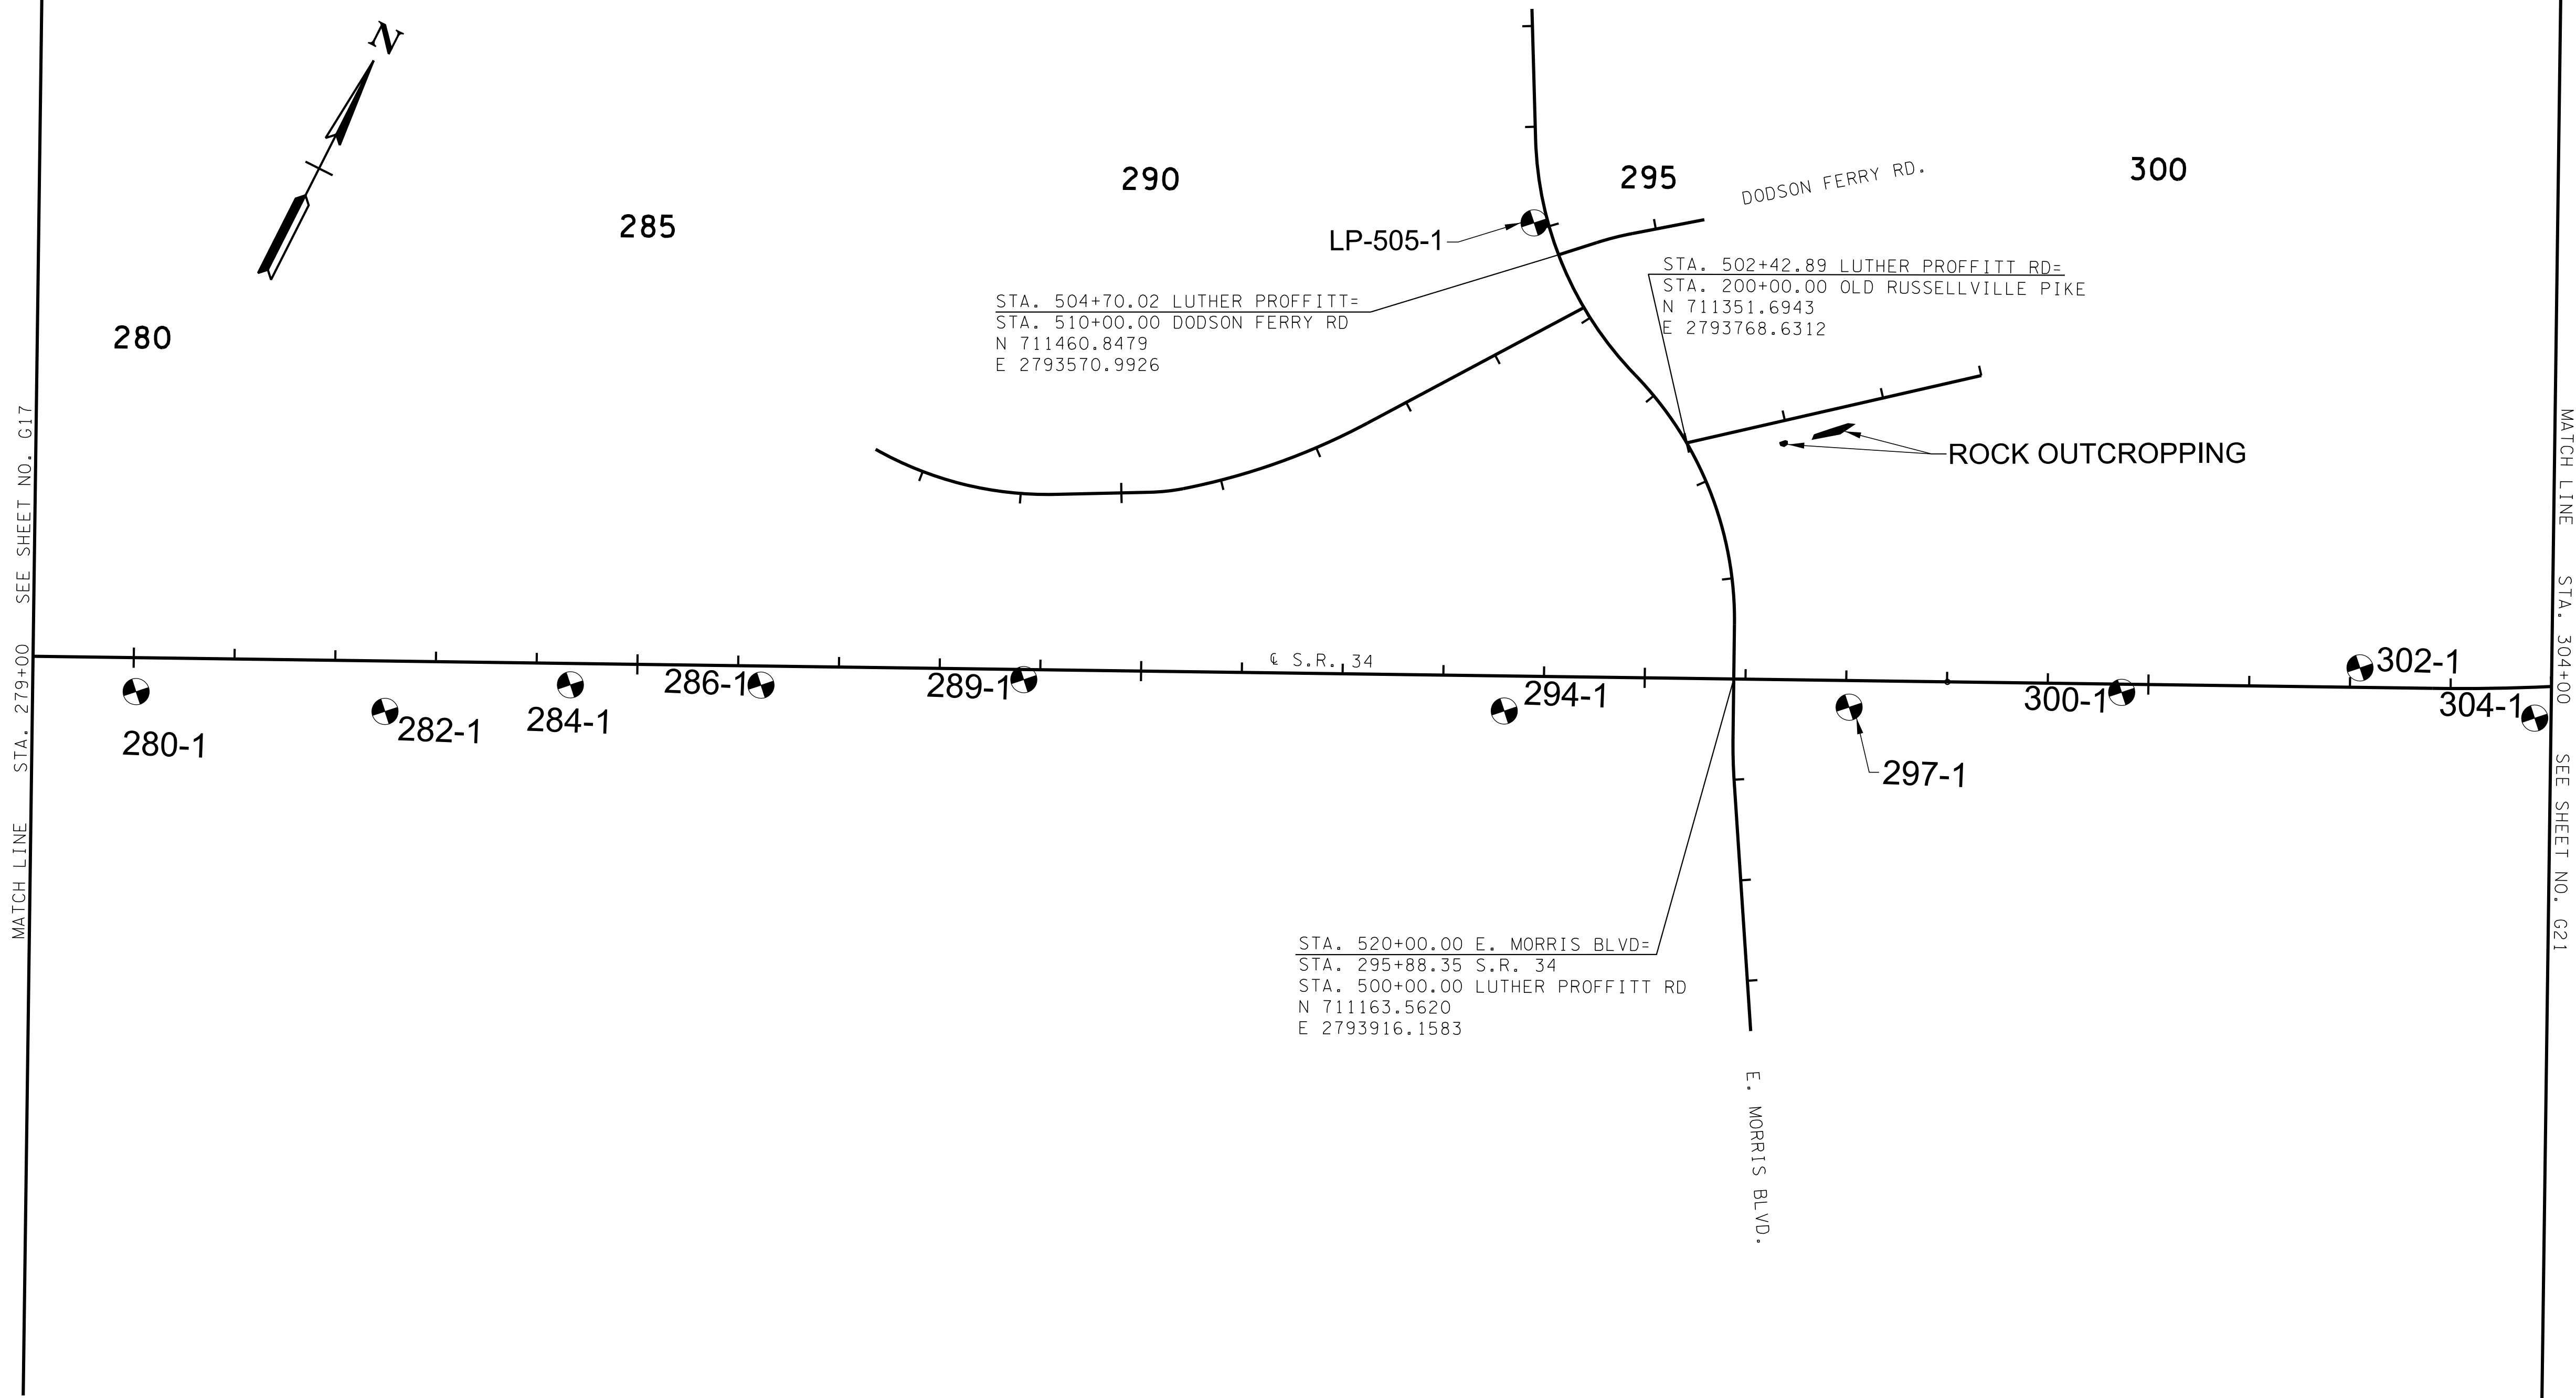 N
290
295
300
DODSON FERRY RD.
285
LP-505-1
STA. 502+42.89 LUTHER PROFFITT RD=
STA. 200+00.00 OLD RUSSELLVILLE PIKE
N 711351.6943
E 2793768.6312
STA. 504+70.02 LUTHER PROFFITT=
STA. 510+00.00 DODSON FERRY RD
N 711460.8479
E 2793570.9926
280
ROCK OUTCROPPING
MATCH LINE STA. 279+00 SEE SHEET NO. G17
MATCH LINE STA. 304+00 SEE SHEET NO. G21
℄ S.R. 34
280-1
282-1
284-1
286-1
289-1
294-1
297-1
300-1
302-1
304-1
STA. 520+00.00 E. MORRIS BLVD=
STA. 295+88.35 S.R. 34
STA. 500+00.00 LUTHER PROFFITT RD
N 711163.5620
E 2793916.1583
E. MORRIS BLVD.